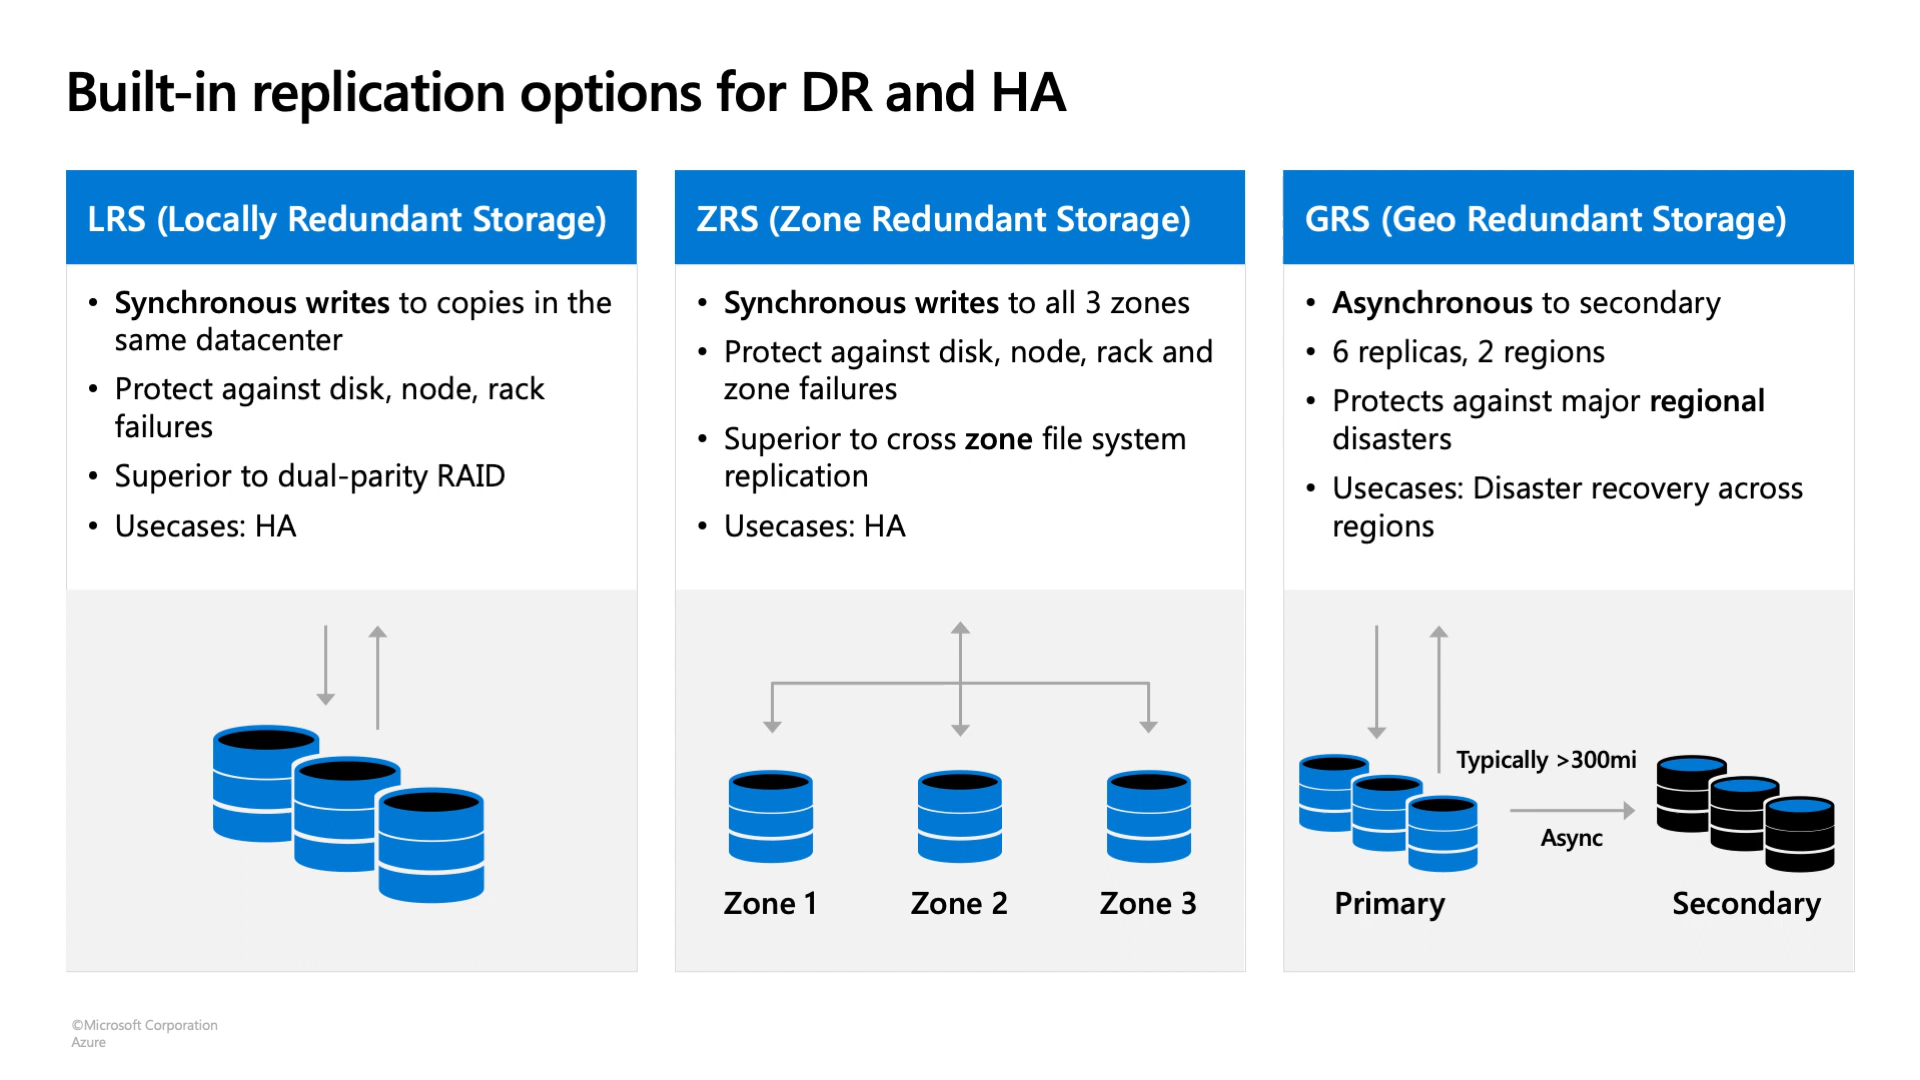 Built-in replication options for DR and HA
LRS (Locally Redundant Storage)
• Synchronous writes to copies in the
same datacenter
• Protect against disk, node, rack
failures
• Superior to dual-parity RAID
• Usecases: HA
ZRS (Zone Redundant Storage)
• Synchronous writes to all 3 zones
• Protect against disk, node, rack and
zone failures
• Superior to cross zone file system
replication
• Usecases: HA
Zone 1
Zone 2
Zone 3
GRS (Geo Redundant Storage)
• Asynchronous to secondary
• 6 replicas, 2 regions
• Protects against major regional
disasters
• Usecases: Disaster recovery across
regions
Typically >300mi
Async
Primary
Secondary
©Microsoft Corporation
Azure